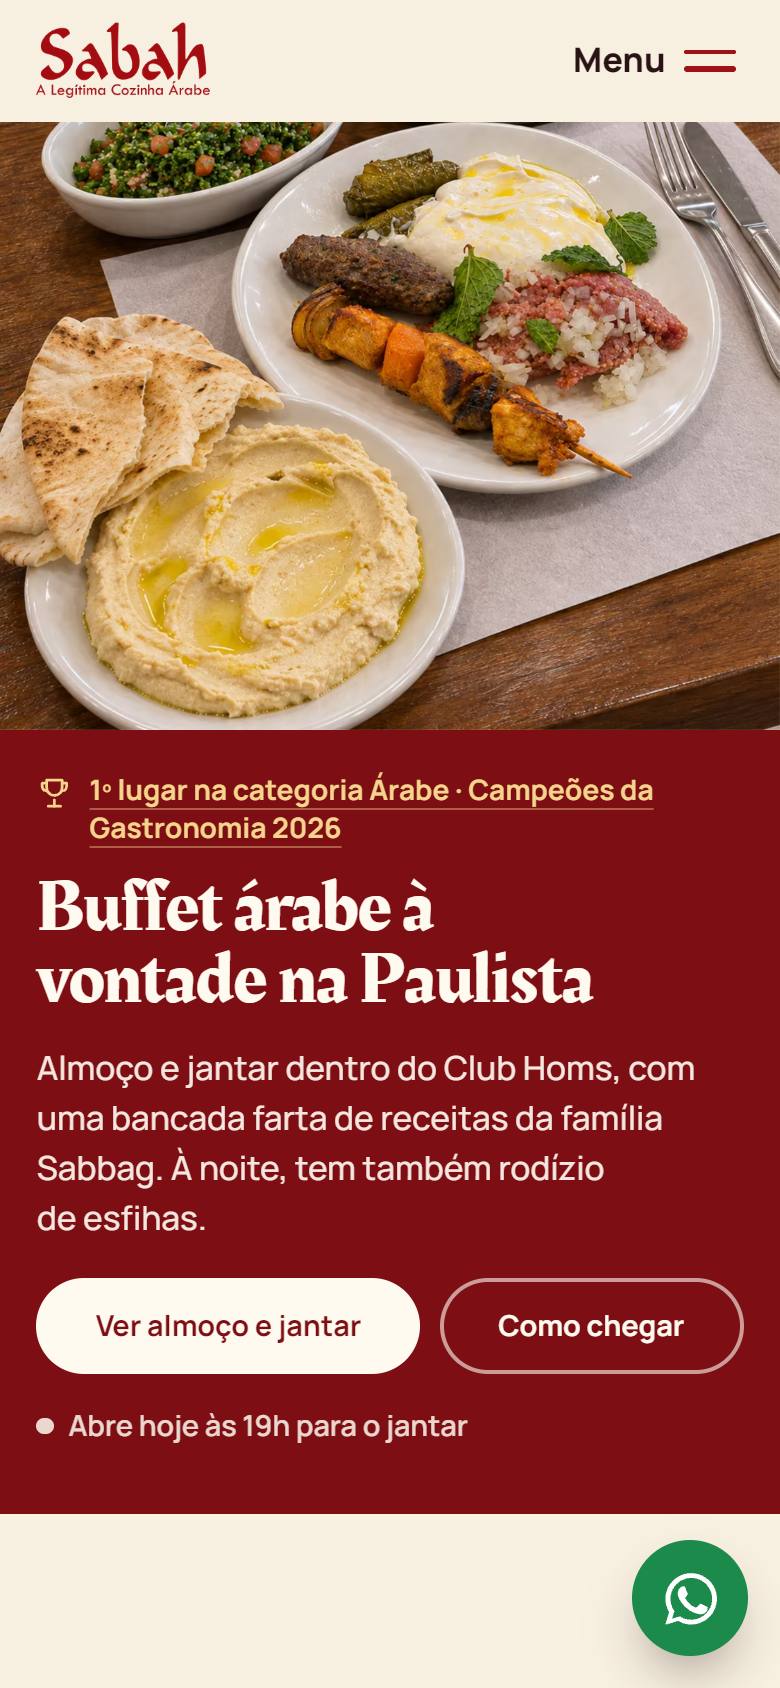 Sabah
A Legítima Cozinha Árabe
Menu
1º lugar na categoria Árabe · Campeões da
Gastronomia 2026
Buffet árabe à
vontade na Paulista
Almoço e jantar dentro do Club Homs, com
uma bancada farta de receitas da família
Sabbag. À noite, tem também rodízio
de esfihas.
Ver almoço e jantar
Como chegar
Abre hoje às 19h para o jantar